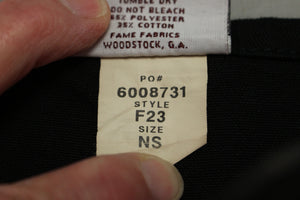 TUMBLE DRY
DO NOT BLEACH
65% POLYESTER
35% COTTON
FAME FABRICS
WOODSTOCK, G.A.
PO#
6008731
STYLE
F23
SIZE
NS